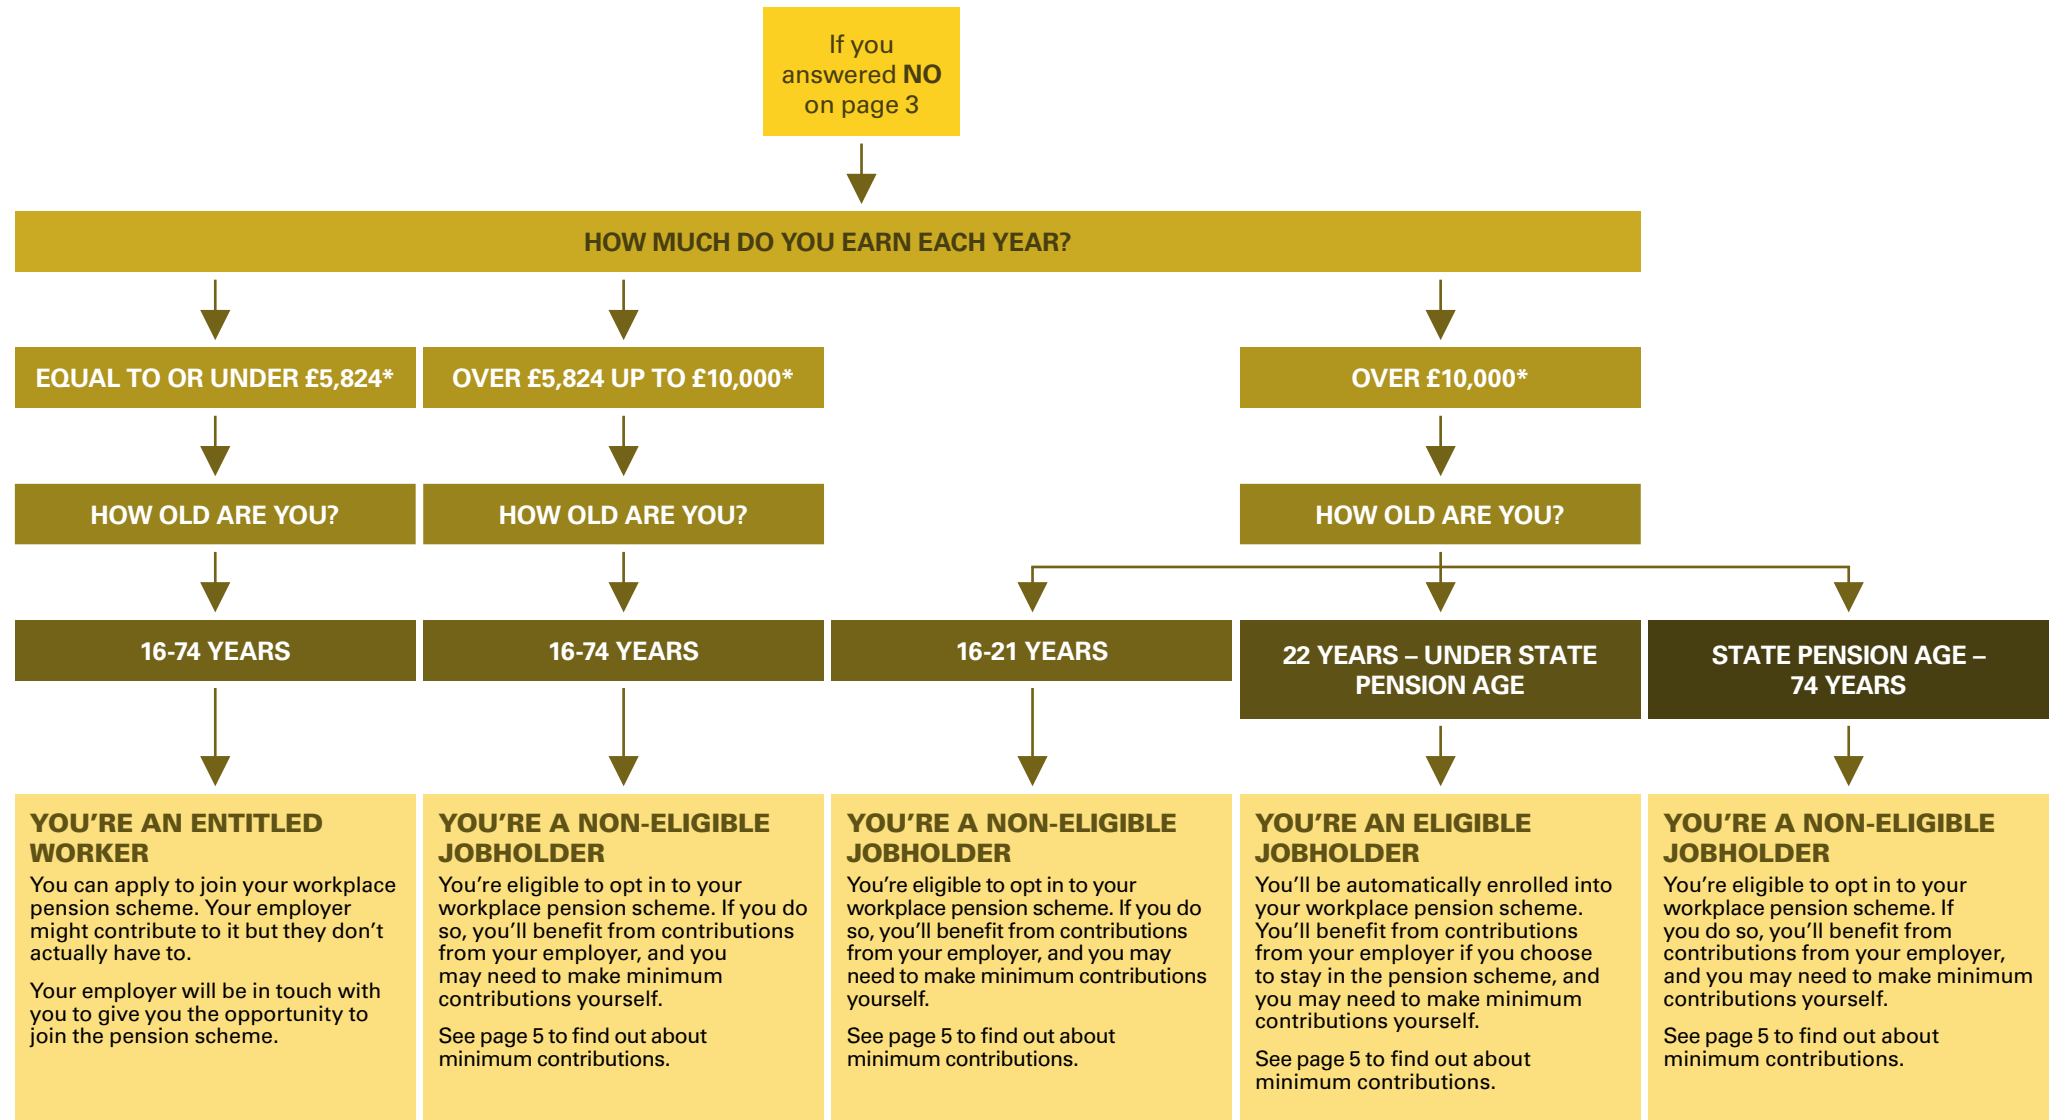 If you
answered NO
on page 3
HOW MUCH DO YOU EARN EACH YEAR?
EQUAL TO OR UNDER £5,824*
OVER £5,824 UP TO £10,000*
OVER £10,000*
HOW OLD ARE YOU?
HOW OLD ARE YOU?
HOW OLD ARE YOU?
16-74 YEARS
16-74 YEARS
16-21 YEARS
22 YEARS – UNDER STATE
PENSION AGE
STATE PENSION AGE –
74 YEARS
YOU’RE AN ENTITLED
WORKER
You can apply to join your workplace
pension scheme. Your employer
might contribute to it but they don’t
actually have to.
Your employer will be in touch with
you to give you the opportunity to
join the pension scheme.
YOU’RE A NON-ELIGIBLE
JOBHOLDER
You’re eligible to opt in to your
workplace pension scheme. If you do
so, you’ll benefit from contributions
from your employer, and you
may need to make minimum
contributions yourself.
See page 5 to find out about
minimum contributions.
YOU’RE A NON-ELIGIBLE
JOBHOLDER
You’re eligible to opt in to your
workplace pension scheme. If you do
so, you’ll benefit from contributions
from your employer, and you may
need to make minimum contributions
yourself.
See page 5 to find out about
minimum contributions.
YOU’RE AN ELIGIBLE
JOBHOLDER
You’ll be automatically enrolled into
your workplace pension scheme.
You’ll benefit from contributions
from your employer if you choose
to stay in the pension scheme, and
you may need to make minimum
contributions yourself.
See page 5 to find out about
minimum contributions.
YOU’RE A NON-ELIGIBLE
JOBHOLDER
You’re eligible to opt in to your
workplace pension scheme. If
you do so, you’ll benefit from
contributions from your employer,
and you may need to make minimum
contributions yourself.
See page 5 to find out about
minimum contributions.